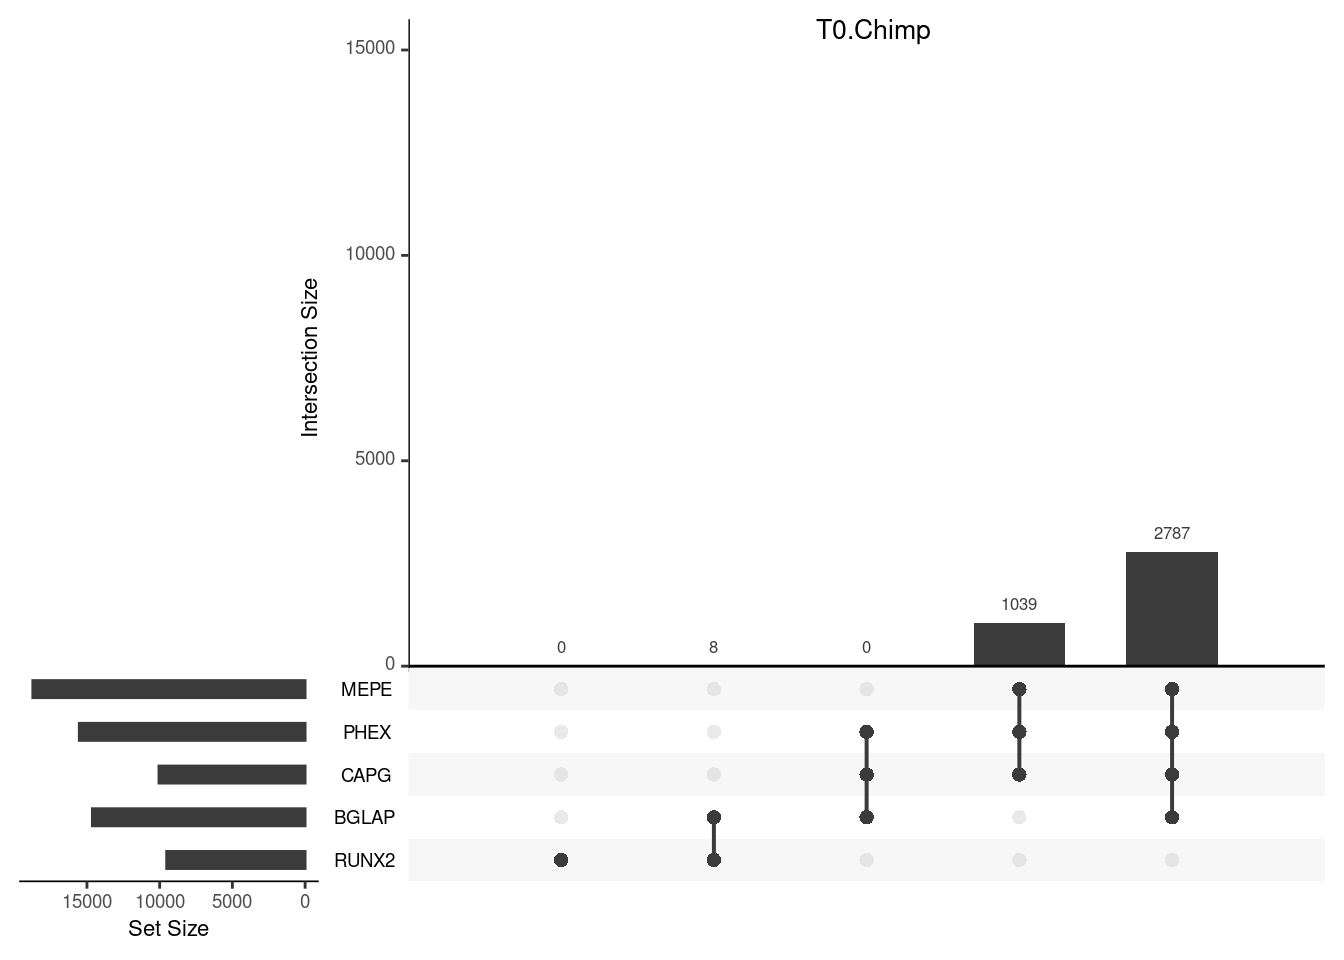 T0.Chimp
15000
10000
5000
0
Intersection Size
0
8
0
1039
2787
MEPE
PHEX
CAPG
BGLAP
RUNX2
15000 10000 5000 0
Set Size